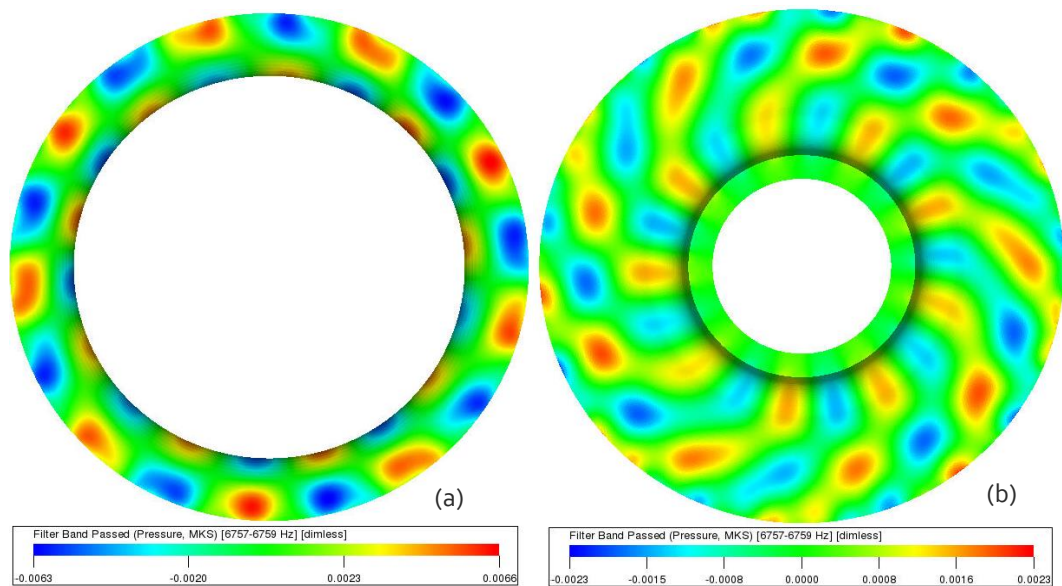 (a)
(b)
Filter Band Passed (Pressure, MKS) [6757-6759 Hz] [dimless]
-0.0063 -0.0020 0.0023 0.0066
Filter Band Passed (Pressure, MKS) [6757-6759 Hz] [dimless]
-0.0023 -0.0015 -0.0008 0.0000 0.0008 0.0016 0.0023